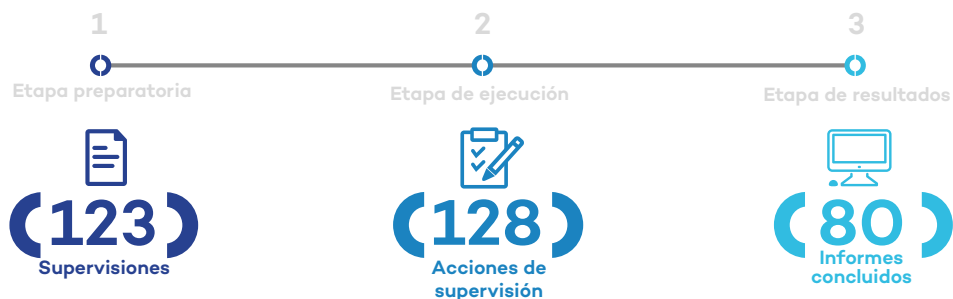 1
2
3
Etapa preparatoria
Etapa de ejecución
Etapa de resultados
123
Supervisiones
128
Acciones de
supervisión
80
Informes
concluidos